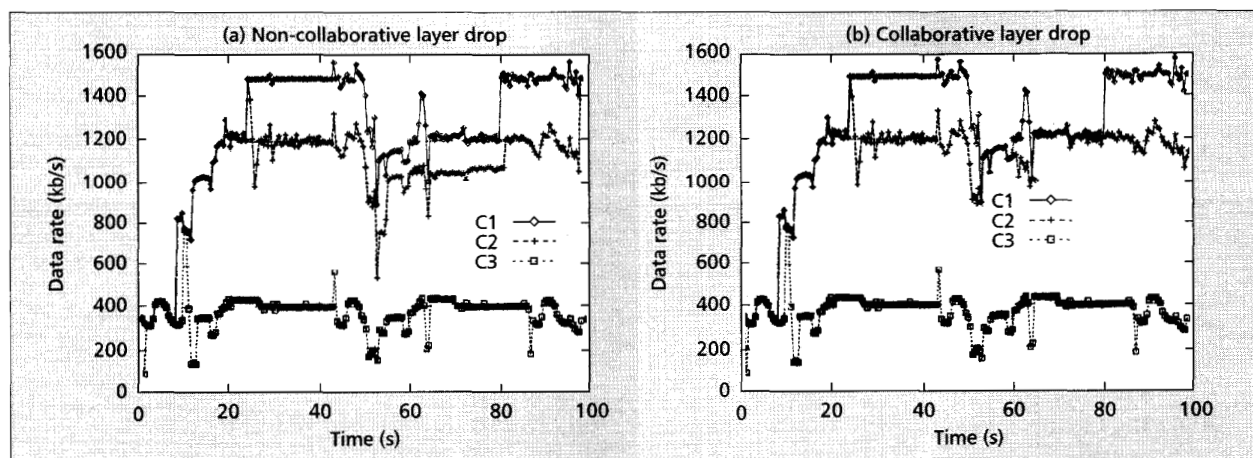 (a) Non-collaborative layer drop
1600
1400
1200
1000
800
600
400
200
0
Data rate (kb/s)
C1
C2
C3
0 20 40 60 80 100
Time (s)
(b) Collaborative layer drop
1600
1400
1200
1000
800
600
400
200
0
Data rate (kb/s)
C1
C2
C3
0 20 40 60 80 100
Time (s)